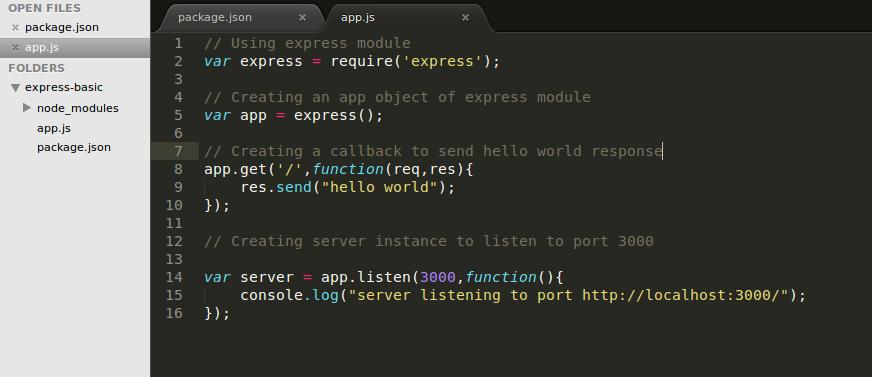 OPEN FILES
package.json
app.js
FOLDERS
express-basic
node_modules
app.js
package.json
package.json
app.js
1 // Using express module
2 var express = require('express');
3
4 // Creating an app object of express module
5 var app = express();
6
7 // Creating a callback to send hello world response
8 app.get('/',function(req,res){
9     res.send("hello world");
10 });
11
12 // Creating server instance to listen to port 3000
13
14 var server = app.listen(3000,function(){
15     console.log("server listening to port http://localhost:3000/");
16 });